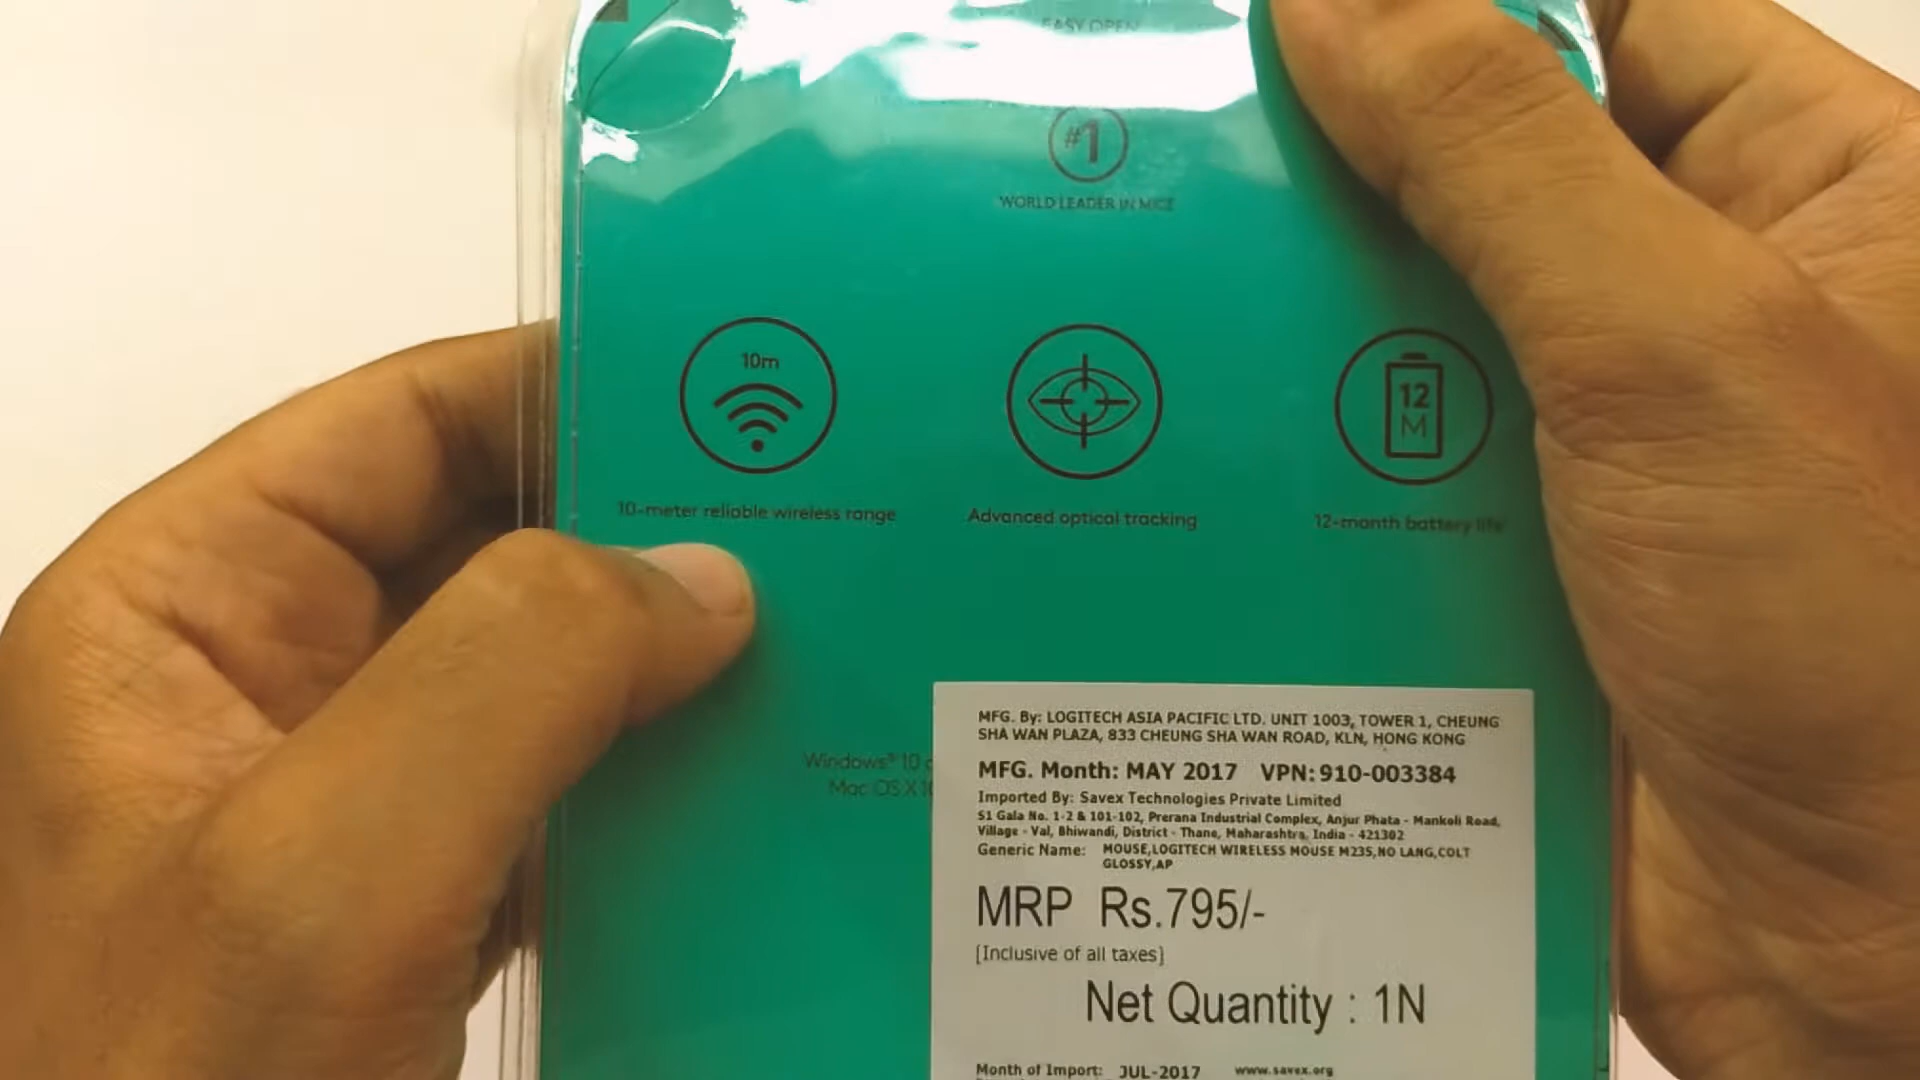 EASY OPEN
#1
WORLD LEADER IN MICE
10m
12
M
10-meter reliable wireless range
Advanced optical tracking
12-month battery life
Windows® 10
Mac OS X
MFG. By: LOGITECH ASIA PACIFIC LTD. UNIT 1003, TOWER 1, CHEUNG
SHA WAN PLAZA, 833 CHEUNG SHA WAN ROAD, KLN, HONG KONG
MFG. Month: MAY 2017 VPN: 910-003384
Imported By: Savex Technologies Private Limited
S1 Gala No. 1-2 & 101-102, Prerana Industrial Complex, Anjur Phata - Mankoli Road,
Village - Val, Bhiwandi, District - Thane, Maharashtra, India - 421302
Generic Name: MOUSE,LOGITECH WIRELESS MOUSE M235,NO LANG,COLT
GLOSSY,AP
MRP Rs.795/-
[Inclusive of all taxes]
Net Quantity : 1N
Month of Import: JUL-2017 www.savex.org